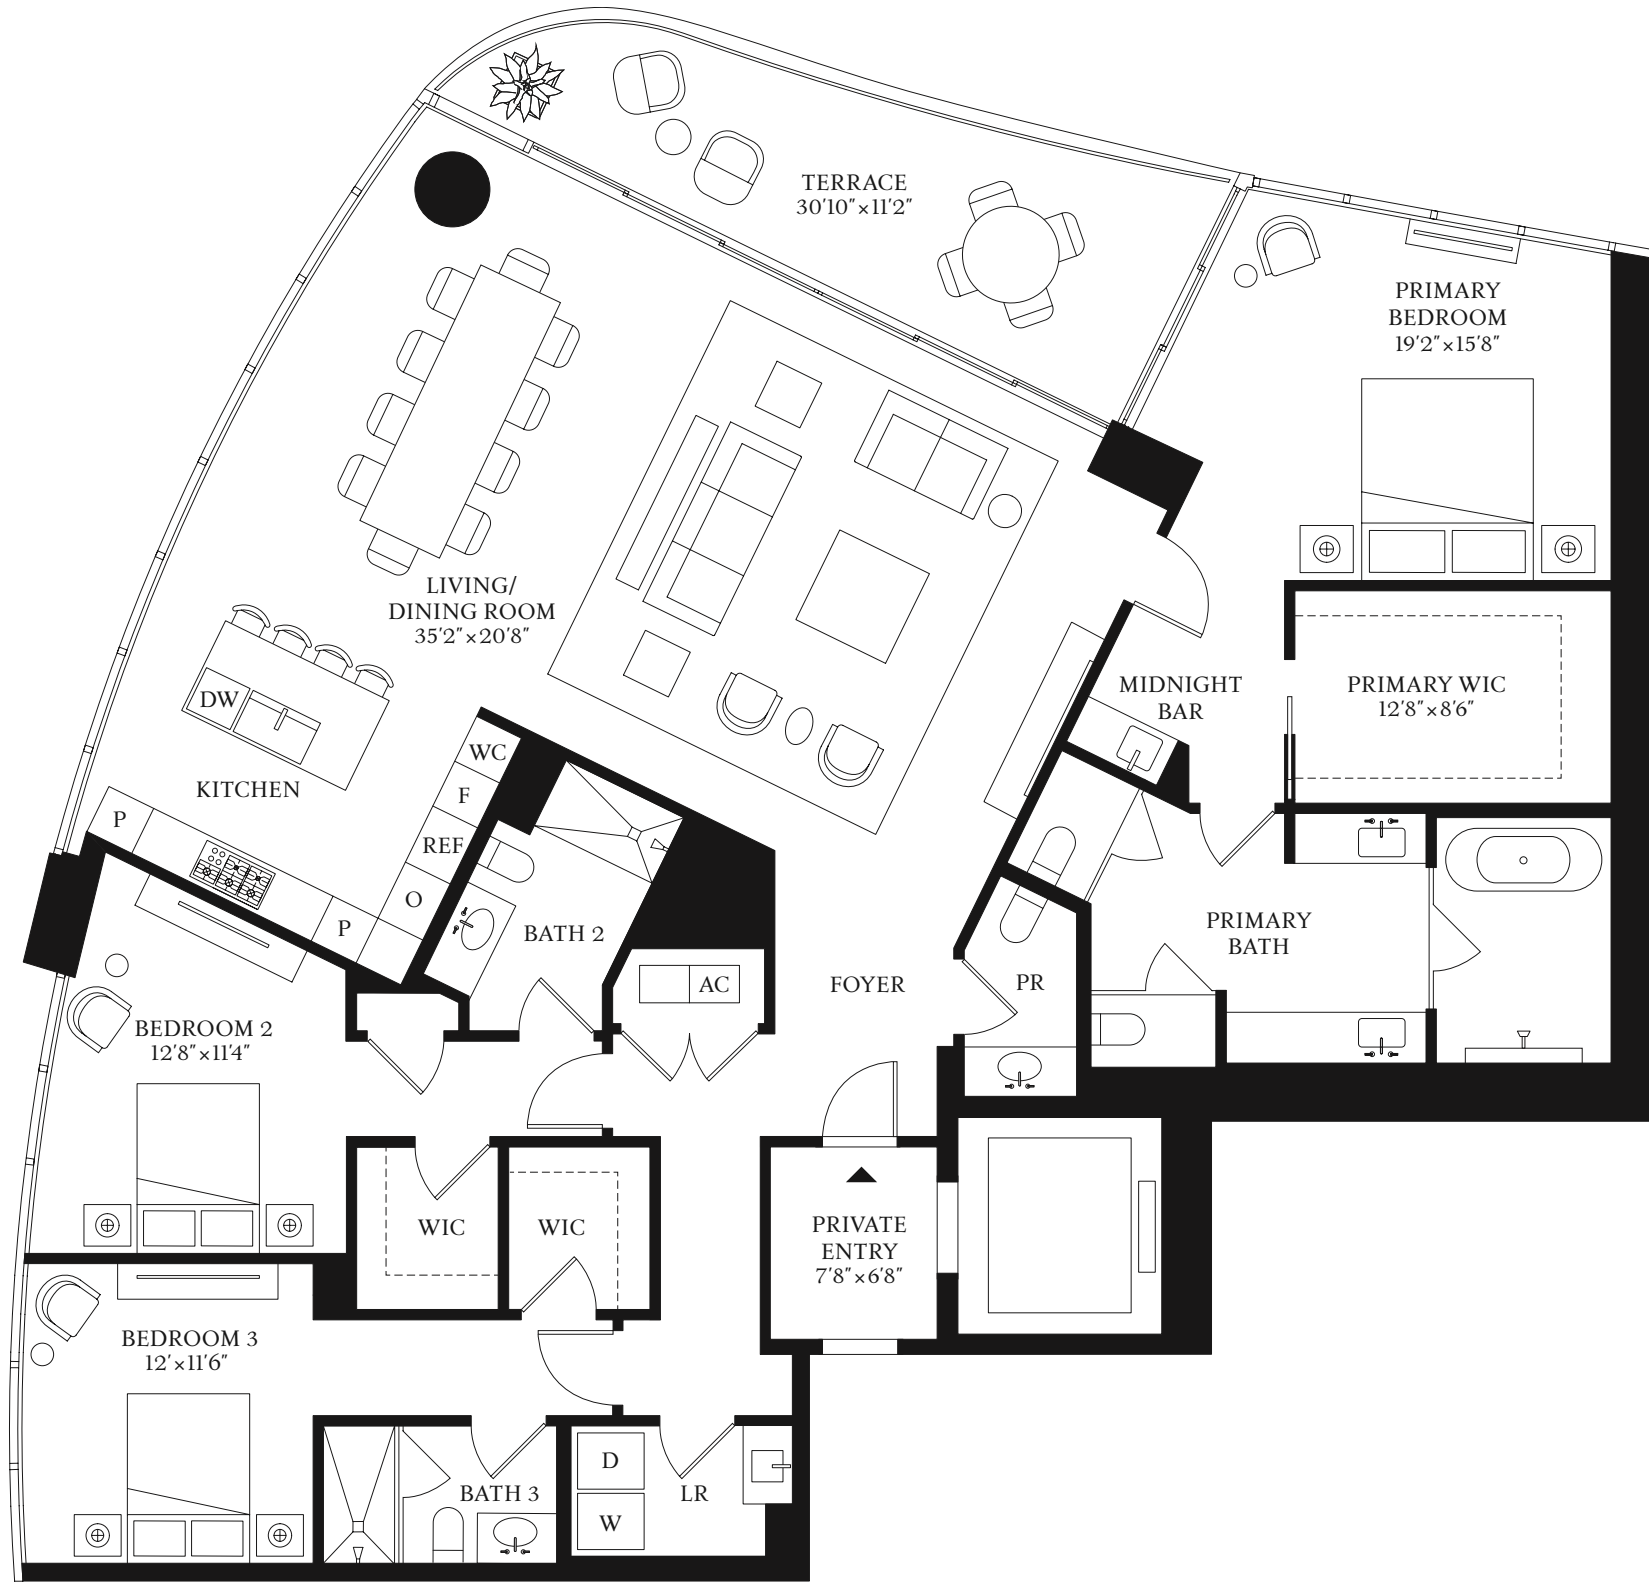 TERRACE
30'10"×11'2"
PRIMARY
BEDROOM
19'2"×15'8"
LIVING/
DINING ROOM
35'2"×20'8"
DW
KITCHEN
WC
F
REF
O
P
P
MIDNIGHT
BAR
PRIMARY WIC
12'8"×8'6"
BATH 2
AC
FOYER
PR
PRIMARY
BATH
BEDROOM 2
12'8"×11'4"
WIC
WIC
PRIVATE
ENTRY
7'8"×6'8"
BEDROOM 3
12'×11'6"
BATH 3
D
W
LR